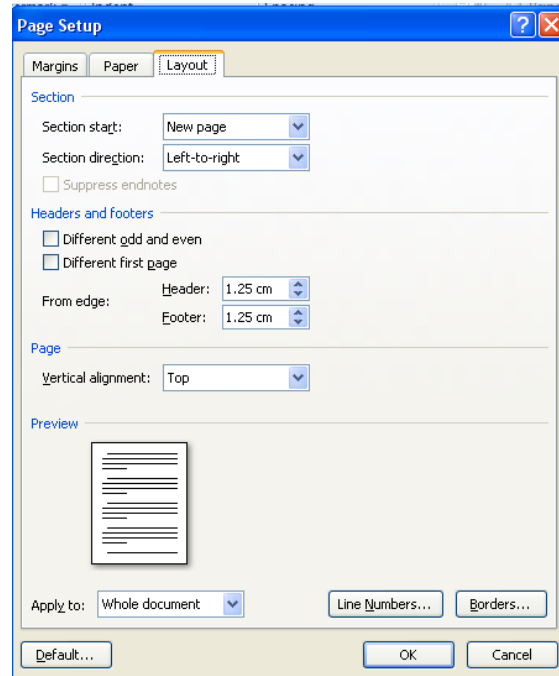 Page Setup
Margins Paper Layout
Section
Section start: New page
Section direction: Left-to-right
Suppress endnotes
Headers and footers
Different odd and even
Different first page
From edge:
Header: 1.25 cm
Footer: 1.25 cm
Page
Vertical alignment: Top
Preview
Apply to: Whole document Line Numbers... Borders...
Default... OK Cancel